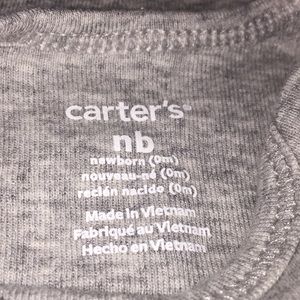 carter's®
nb
newborn (0m)
nouveau-né (0m)
recién nacido (0m)
Made in Vietnam
Fabriqué au Vietnam
Hecho en Vietnam